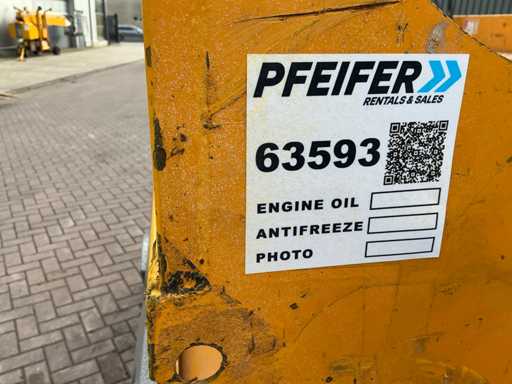 PFEIFER
RENTALS & SALES
63593
ENGINE OIL
ANTIFREEZE
PHOTO